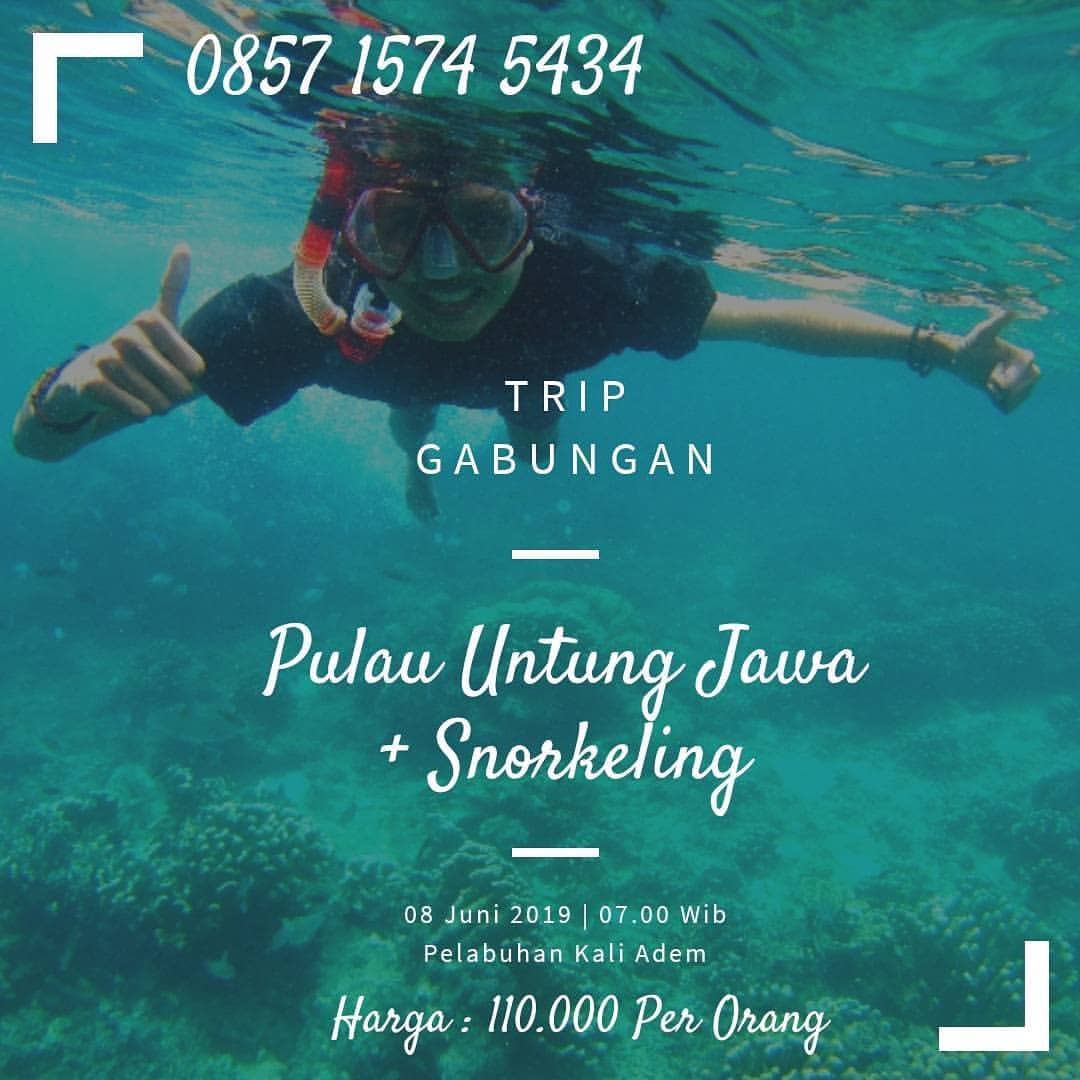 0857 1574 5434
TRIP
GABUNGAN
Pulau Untung Jawa
+ Snorkeling
08 Juni 2019 | 07.00 Wib
Pelabuhan Kali Adem
Harga : 110.000 Per Orang